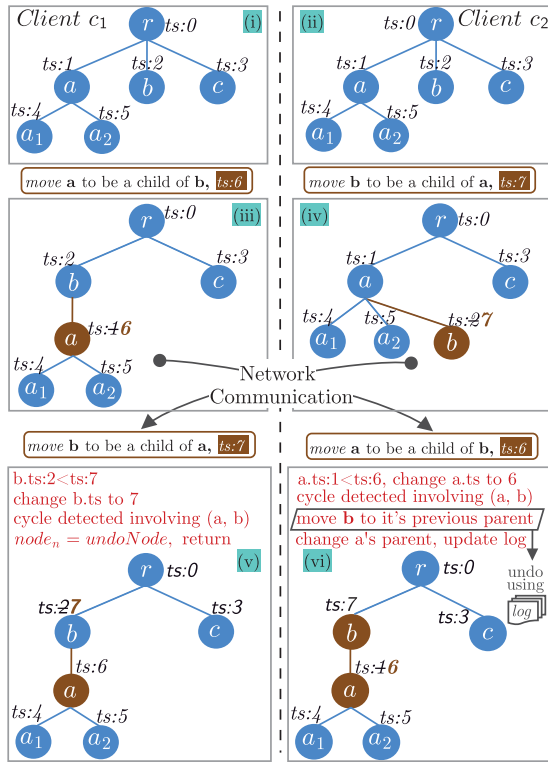 Client c1
(i)
(ii)
Client c2
r ts:0
r ts:0
ts:1 ts:2 ts:3
ts:1 ts:2 ts:3
a b c
a b c
ts:4 ts:5
ts:4 ts:5
a1 a2
a1 a2
move a to be a child of b, ts:6
move b to be a child of a, ts:7
(iii)
(iv)
r ts:0
r ts:0
ts:2 ts:3
ts:1 ts:3
b c
a c
a ts:16
ts:4 ts:5 ts:27
ts:4 ts:5
a1 a2 b
a1 a2
Network
Communication
move b to be a child of a, ts:7
move a to be a child of b, ts:6
b.ts:2<ts:7
change b.ts to 7
cycle detected involving (a, b)
node_n = undoNode, return
a.ts:1<ts:6, change a.ts to 6
cycle detected involving (a, b)
move b to it's previous parent
change a's parent, update log
(v)
(vi)
r ts:0
r ts:0
undo
using
log
ts:27 ts:3
ts:7 ts:3
b c
b c
ts:6
ts:16
a
a
ts:4 ts:5
ts:4 ts:5
a1 a2
a1 a2